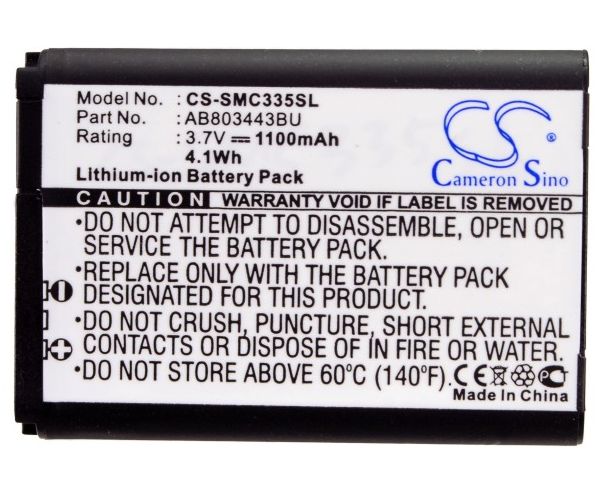 Model No. : CS-SMC335SL
Part No. : AB803443BU
Rating : 3.7V ⎓ 1100mAh
4.1Wh
Lithium-ion Battery Pack
CS
Cameron Sino
CAUTION WARRANTY VOID IF LABEL IS REMOVED
•DO NOT ATTEMPT TO DISASSEMBLE, OPEN OR
SERVICE THE BATTERY PACK.
•REPLACE ONLY WITH THE BATTERY PACK
DESIGNATED FOR THIS PRODUCT.
•DO NOT CRUSH, PUNCTURE, SHORT EXTERNAL
CONTACTS OR DISPOSE OF IN FIRE OR WATER.
•DO NOT STORE ABOVE 60°C (140°F).
CE
Made in China